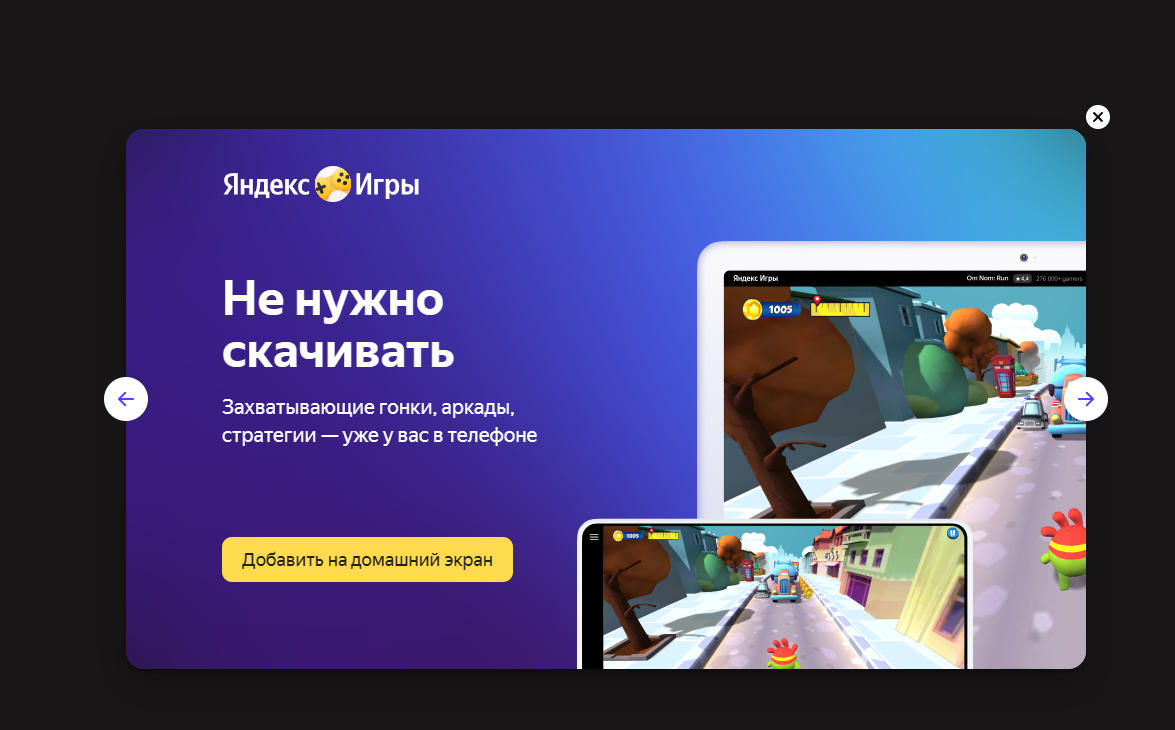 Яндекс Игры
Не нужно
скачивать
Захватывающие гонки, аркады,
стратегии — уже у вас в телефоне
Добавить на домашний экран
Яндекс Игры
Om Nom: Run ★4,4 276 000+ gamers
1005
1005